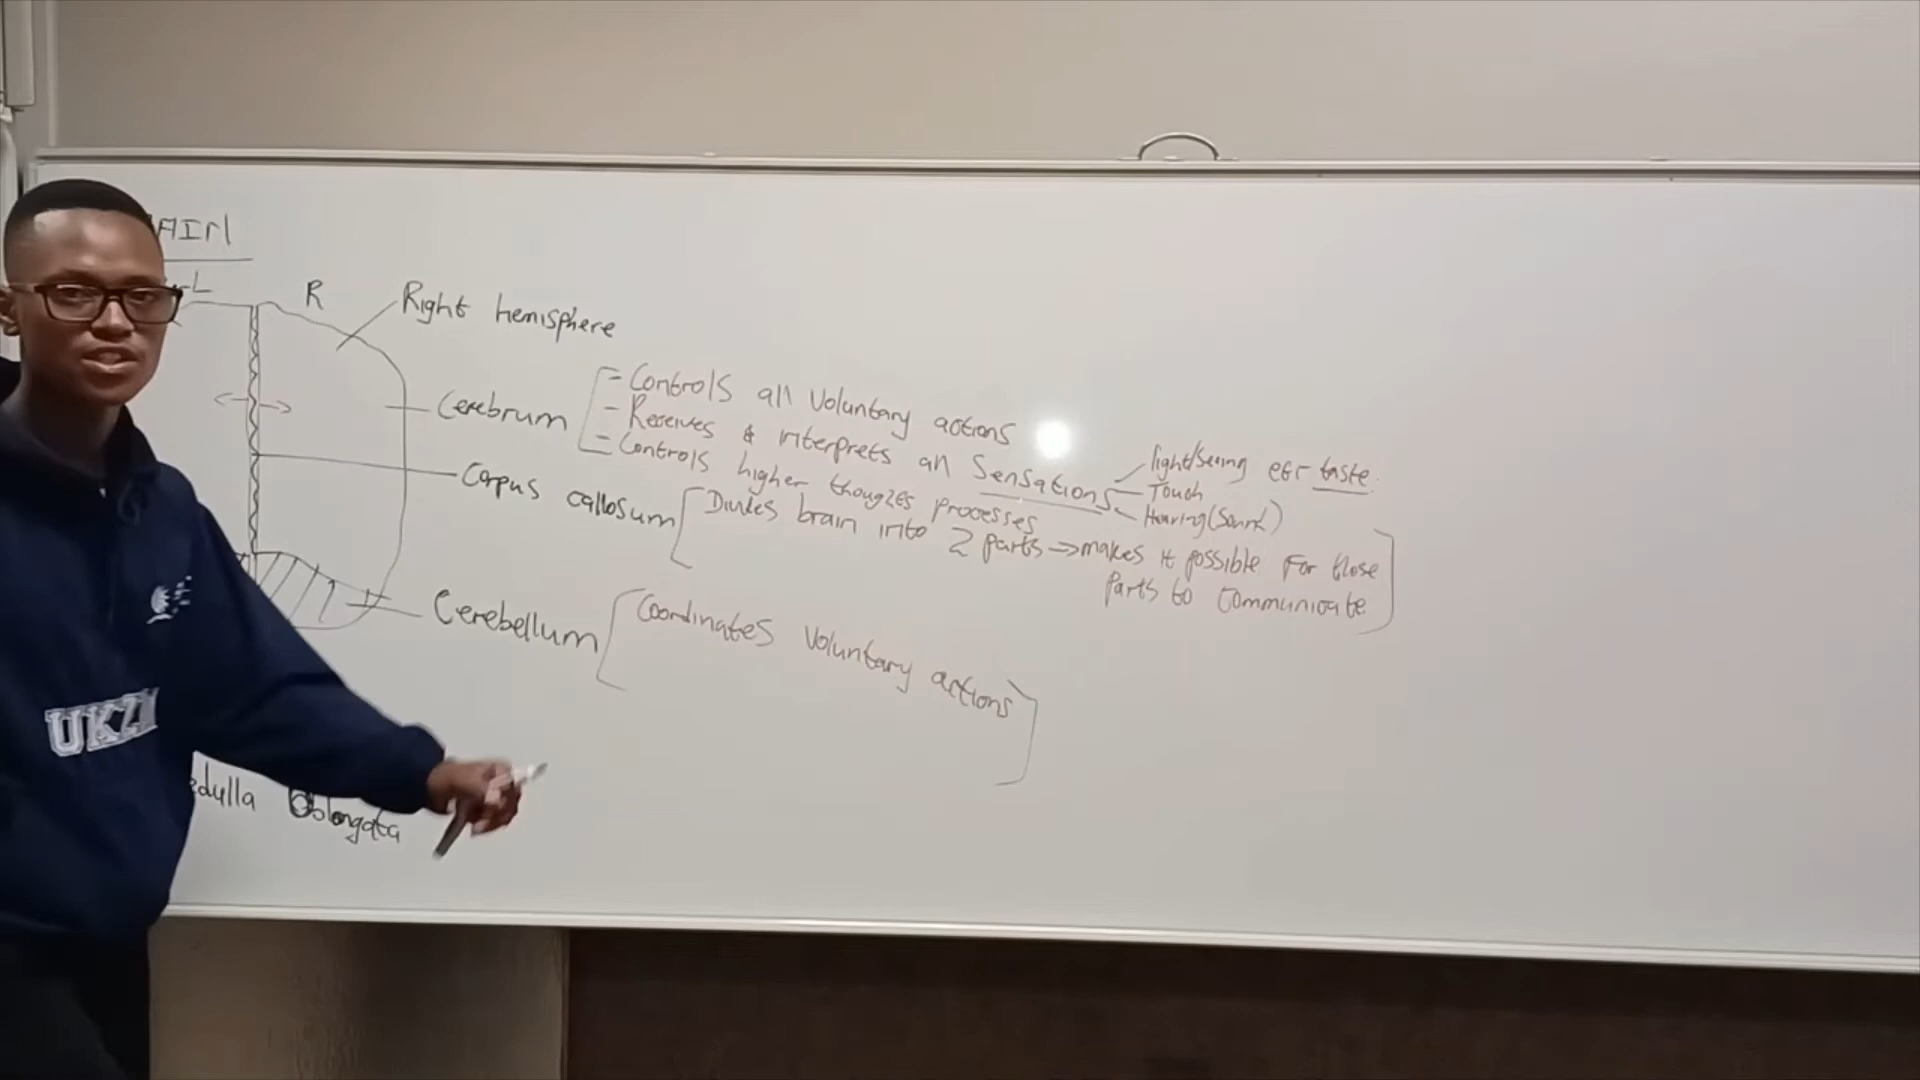 AIrl
L
R
Right hemisphere
Cerebrum
- Controls all voluntary actions
- Receives & interprets all Sensations
- Controls higher thoughts processes
light/seeing etc taste.
Touch
Hearing (Sound)
Corpus callosum
Divides brain into 2 parts => makes it possible for those
Parts to Communicate
Cerebellum
Coordinates Voluntary actions
edulla Oblongata
UKZN